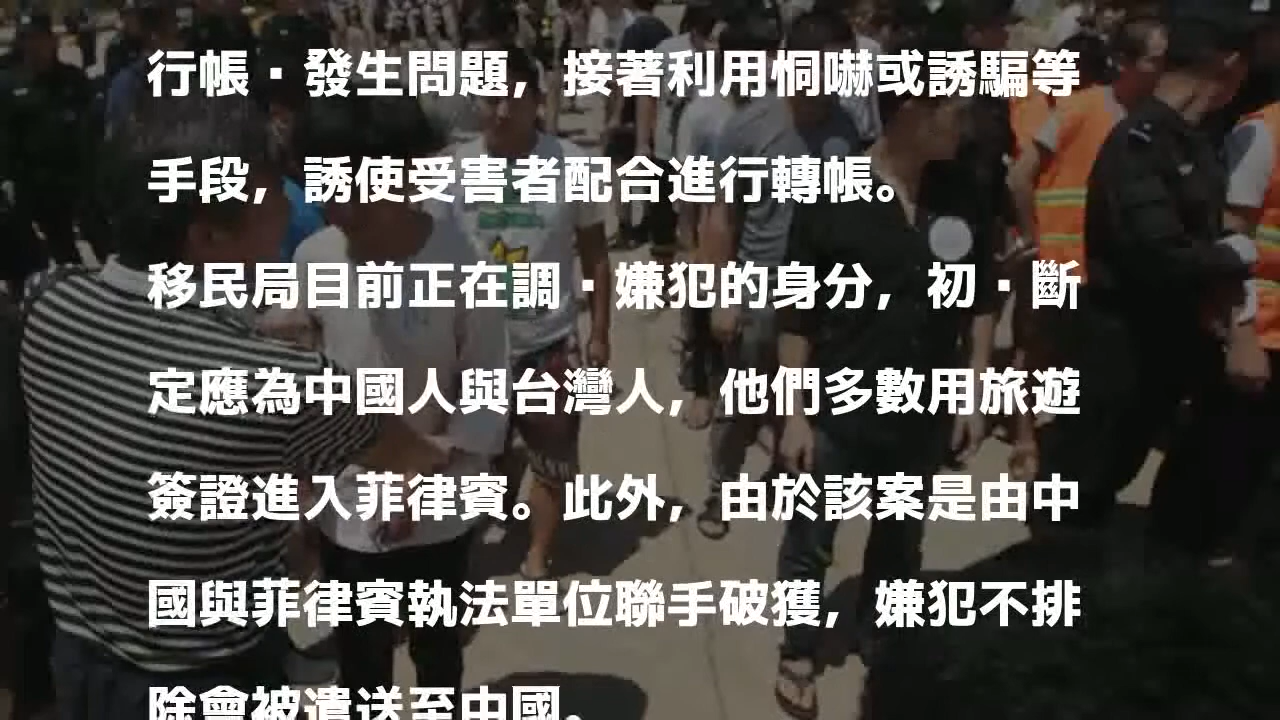 行帳·發生問題，接著利用恫嚇或誘騙等
手段，誘使受害者配合進行轉帳。
移民局目前正在調·嫌犯的身分，初·斷
定應為中國人與台灣人，他們多數用旅遊
簽證進入菲律賓。此外，由於該案是由中
國與菲律賓執法單位聯手破獲，嫌犯不排
除會被遣送至中國。